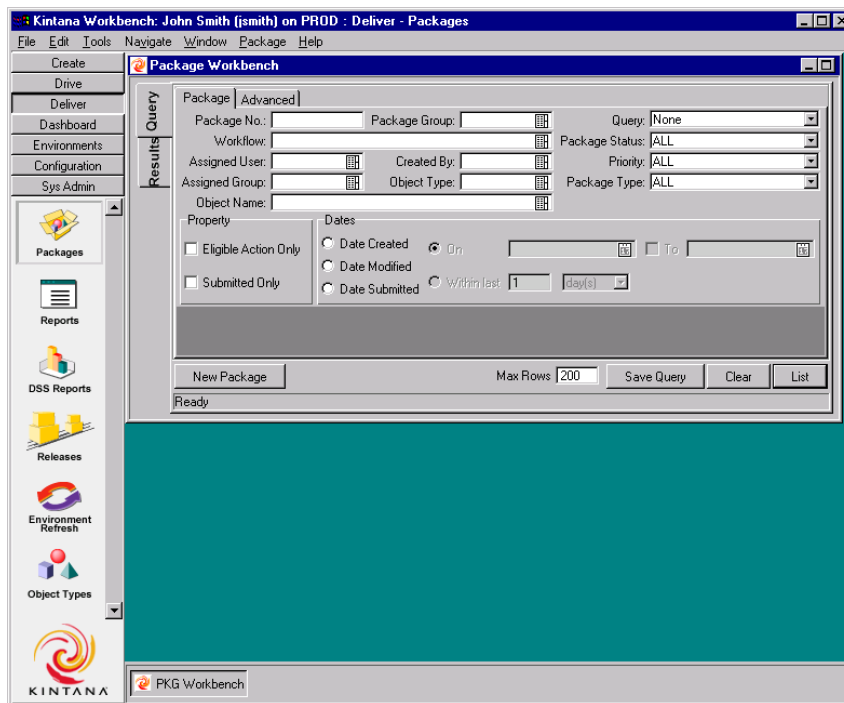 Kintana Workbench: John Smith (jsmith) on PROD : Deliver - Packages
File Edit Tools Navigate Window Package Help
Create
Drive
Deliver
Dashboard
Environments
Configuration
Sys Admin
Packages
Reports
DSS Reports
Releases
Environment
Refresh
Object Types
KINTANA
Package Workbench
Query
Results
Package Advanced
Package No.: Package Group: Query: None
Workflow: Package Status: ALL
Assigned User: Created By: Priority: ALL
Assigned Group: Object Type: Package Type: ALL
Object Name:
Property Dates
Eligible Action Only Date Created On To
Date Modified
Submitted Only Date Submitted Within last 1 day(s)
New Package Max Rows 200 Save Query Clear List
Ready
PKG Workbench